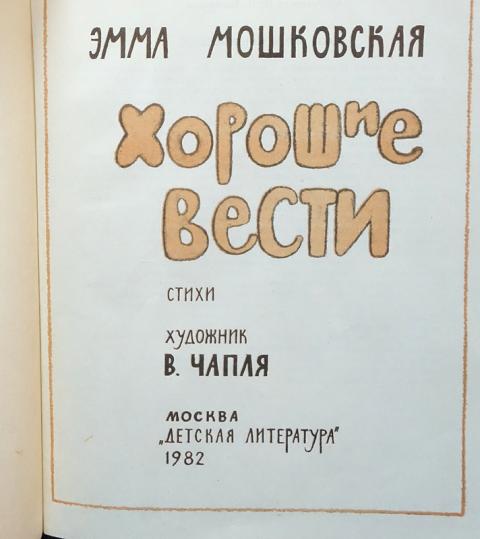 ЭММА МОШКОВСКАЯ
ХОРОШИЕ
ВЕСТИ
СТИХИ
ХУДОЖНИК
В. ЧАПЛЯ
МОСКВА
„ДЕТСКАЯ ЛИТЕРАТУРА"
1982